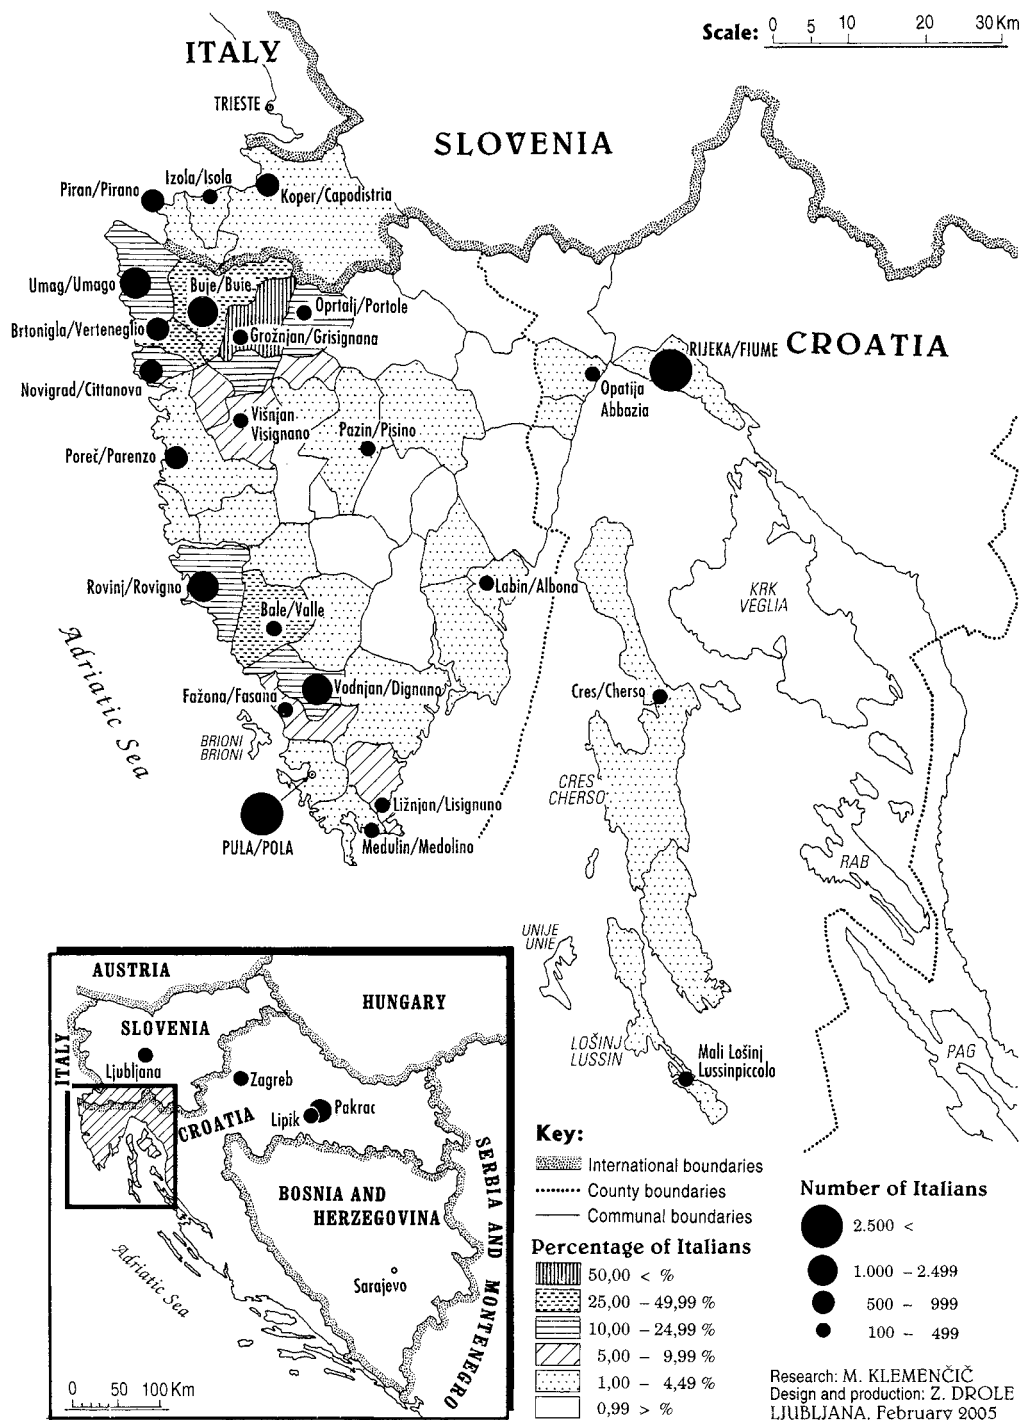 Scale: 0 5 10 20 30 Km
ITALY
TRIESTE
SLOVENIA
Piran/Pirano
Izola/Isola
Koper/Capodistria
Umag/Umago
Buje/Buie
Oprtalj/Portole
Brtonigla/Verteneglio
Grožnjan/Grisignana
RIJEKA/FIUME
CROATIA
Novigrad/Cittanova
Opatija
Abbazia
Višnjan
Visignano
Pazin/Pisino
Poreč/Parenzo
Rovinj/Rovigno
Labin/Albona
KRK
VEGLIA
Bale/Valle
Adriatic Sea
Vodnjan/Dignano
Fažona/Fasana
Cres/Cherso
BRIONI
BRIONI
CRES
CHERSO
Ližnjan/Lisignano
PULA/POLA
Medulin/Medolino
RAB
UNIJE
UNIE
LOŠINJ
LUSSIN
Mali Lošinj
Lussinpiccolo
PAG
AUSTRIA
HUNGARY
SLOVENIA
ITALY
Ljubljana
Zagreb
Pakrac
Lipik
CROATIA
BOSNIA AND
HERZEGOVINA
SERBIA AND MONTENEGRO
Sarajevo
Adriatic Sea
0 50 100 Km
Key:
International boundaries
County boundaries
Communal boundaries
Percentage of Italians
50,00 < %
25,00 – 49,99 %
10,00 – 24,99 %
5,00 – 9,99 %
1,00 – 4,49 %
0,99 > %
Number of Italians
2.500 <
1.000 – 2.499
500 – 999
100 – 499
Research: M. KLEMENČIČ
Design and production: Z. DROLE
LJUBLJANA, February 2005